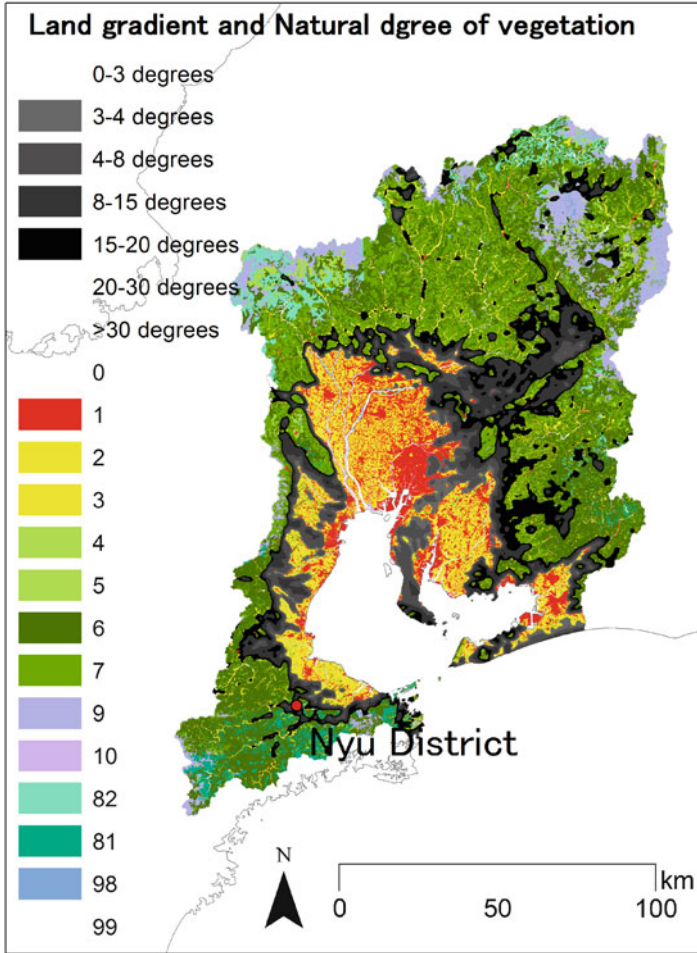 Land gradient and Natural dgree of vegetation
0-3 degrees
3-4 degrees
4-8 degrees
8-15 degrees
15-20 degrees
20-30 degrees
>30 degrees
0
1
2
3
4
5
6
7
9
10
82
81
98
99
Nyu District
N
km
0 50 100